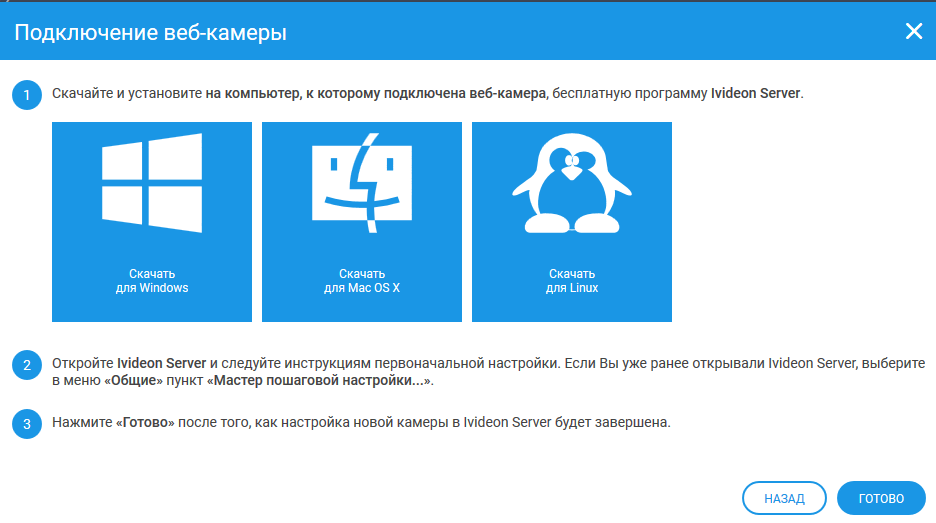 Подключение веб-камеры
1 Скачайте и установите на компьютер, к которому подключена веб-камера, бесплатную программу Ivideon Server.
Скачать
для Windows
Скачать
для Mac OS X
Скачать
для Linux
2 Откройте Ivideon Server и следуйте инструкциям первоначальной настройки. Если Вы уже ранее открывали Ivideon Server, выберите
в меню «Общие» пункт «Мастер пошаговой настройки...».
3 Нажмите «Готово» после того, как настройка новой камеры в Ivideon Server будет завершена.
НАЗАД
ГОТОВО